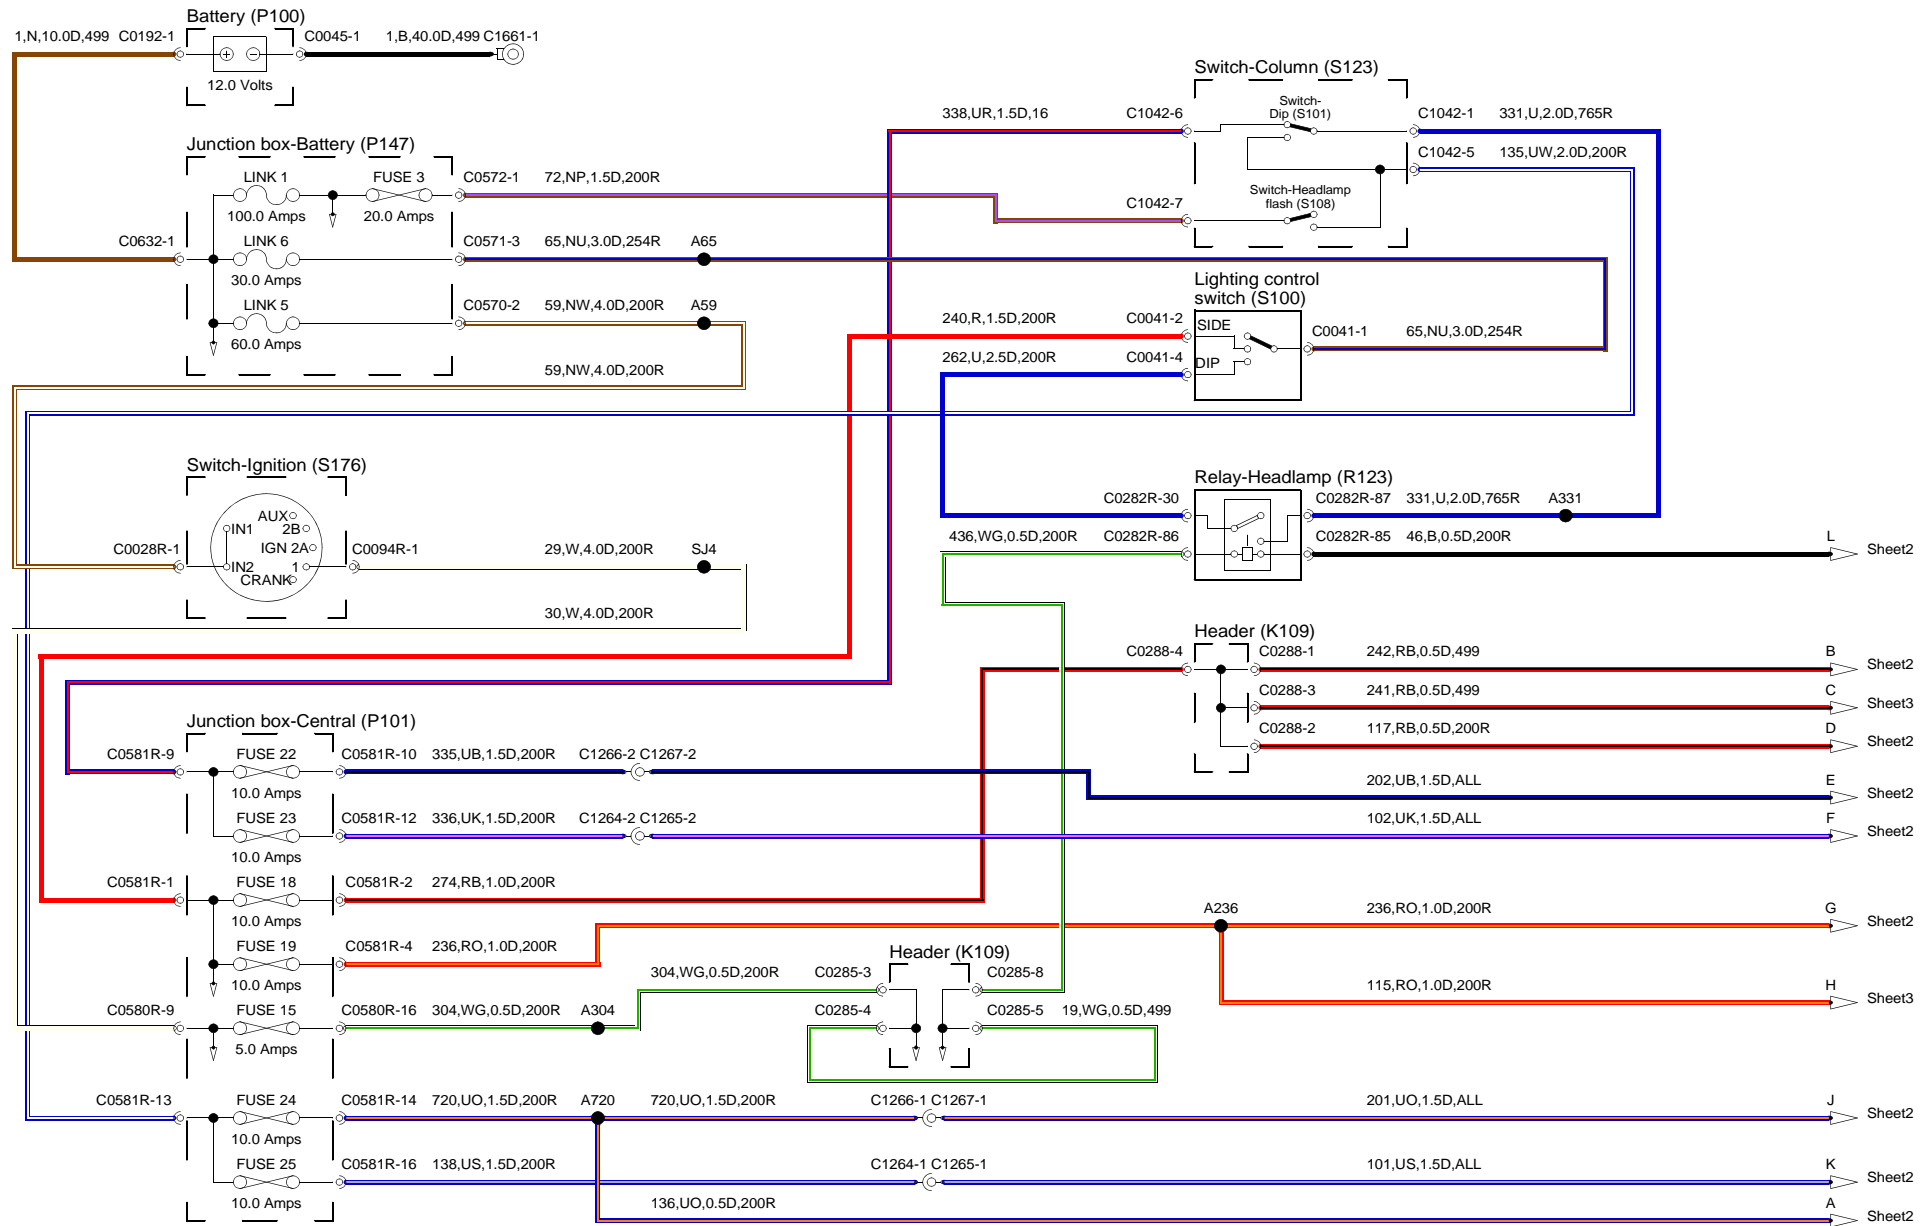 Battery (P100)
1,N,10.0D,499 C0192-1 C0045-1 1,B,40.0D,499 C1661-1
12.0 Volts
Switch-Column (S123)
338,UR,1.5D,16 C1042-6 Switch-
Dip (S101) C1042-1 331,U,2.0D,765R
Junction box-Battery (P147)
C1042-5 135,UW,2.0D,200R
LINK 1 FUSE 3 C0572-1 72,NP,1.5D,200R
100.0 Amps 20.0 Amps
C1042-7 Switch-Headlamp
flash (S108)
C0632-1 LINK 6 C0571-3 65,NU,3.0D,254R A65
30.0 Amps
Lighting control
switch (S100)
LINK 5 C0570-2 59,NW,4.0D,200R A59
60.0 Amps
240,R,1.5D,200R C0041-2 SIDE C0041-1 65,NU,3.0D,254R
262,U,2.5D,200R C0041-4 DIP
59,NW,4.0D,200R
Switch-Ignition (S176)
Relay-Headlamp (R123)
C0282R-30 C0282R-87 331,U,2.0D,765R A331
436,WG,0.5D,200R C0282R-86 C0282R-85 46,B,0.5D,200R L Sheet2
AUX
IN1 2B
IGN 2A
C0028R-1 C0094R-1 29,W,4.0D,200R SJ4
IN2 1
CRANK
30,W,4.0D,200R
Header (K109)
C0288-4 C0288-1 242,RB,0.5D,499 B Sheet2
C0288-3 241,RB,0.5D,499 C Sheet3
C0288-2 117,RB,0.5D,200R D Sheet2
Junction box-Central (P101)
C0581R-9 FUSE 22 C0581R-10 335,UB,1.5D,200R C1266-2 C1267-2
10.0 Amps 202,UB,1.5D,ALL E Sheet2
FUSE 23 C0581R-12 336,UK,1.5D,200R C1264-2 C1265-2 102,UK,1.5D,ALL F Sheet2
10.0 Amps
C0581R-1 FUSE 18 C0581R-2 274,RB,1.0D,200R
10.0 Amps
A236 236,RO,1.0D,200R G Sheet2
FUSE 19 C0581R-4 236,RO,1.0D,200R
10.0 Amps
Header (K109)
304,WG,0.5D,200R C0285-3 C0285-8
115,RO,1.0D,200R H Sheet3
C0580R-9 FUSE 15 C0580R-16 304,WG,0.5D,200R A304 C0285-4 C0285-5 19,WG,0.5D,499
5.0 Amps
C0581R-13 FUSE 24 C0581R-14 720,UO,1.5D,200R A720 720,UO,1.5D,200R C1266-1 C1267-1 201,UO,1.5D,ALL J Sheet2
10.0 Amps
FUSE 25 C0581R-16 138,US,1.5D,200R C1264-1 C1265-1 101,US,1.5D,ALL K Sheet2
10.0 Amps
136,UO,0.5D,200R A Sheet2